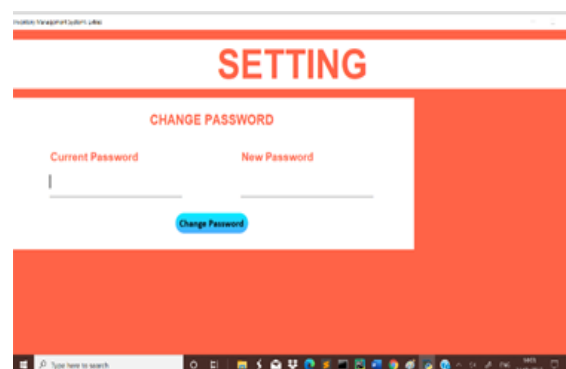 SETTING
CHANGE PASSWORD
Current Password
New Password
Change Password
Type here to search